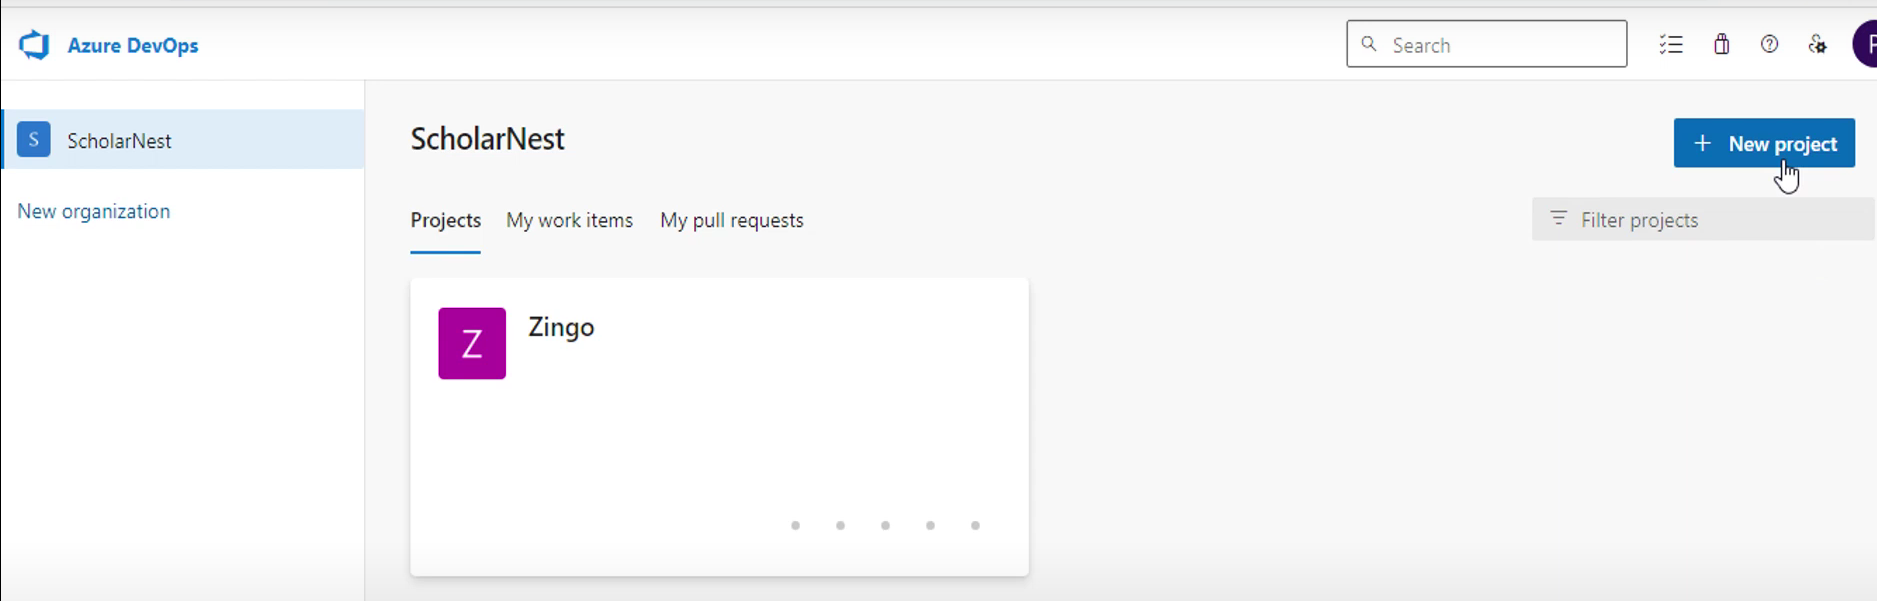 Azure DevOps
Search
P
S ScholarNest
New organization
ScholarNest
+ New project
Projects My work items My pull requests
Filter projects
Z Zingo